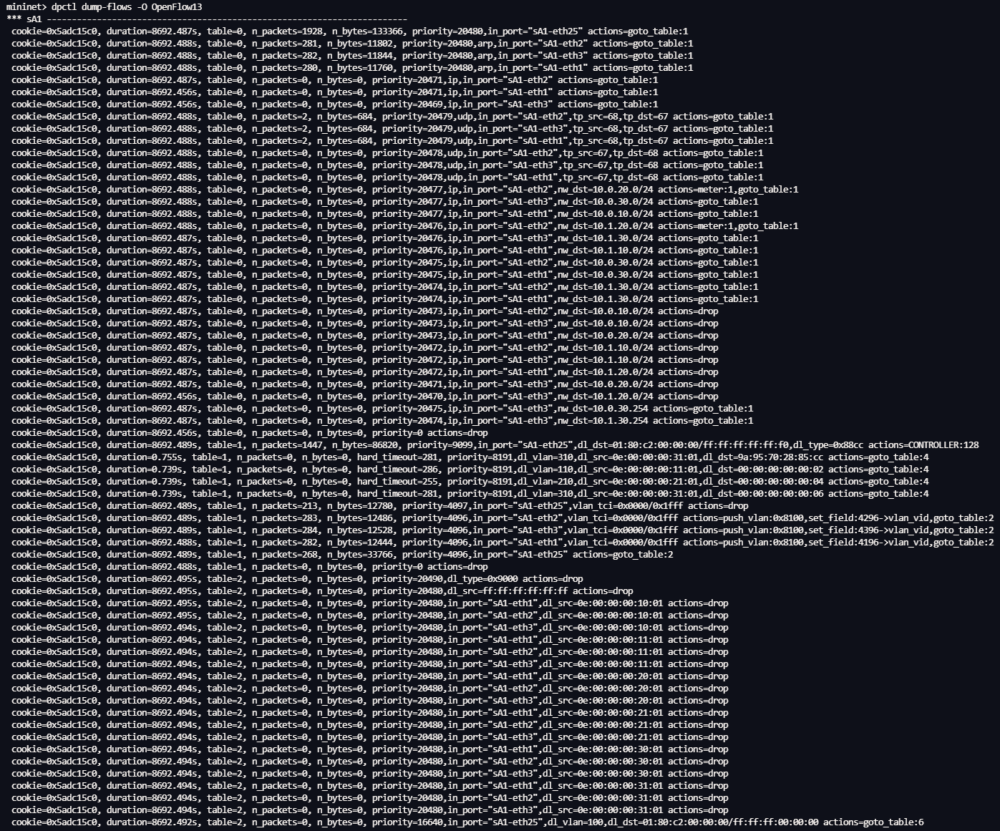 mininet> dpctl dump-flows -O OpenFlow13
*** sA1 ------------------------------------------------------------------------
cookie=0x5adc15c0, duration=8692.487s, table=0, n_packets=1928, n_bytes=133366, priority=20480,in_port="sA1-eth25" actions=goto_table:1
cookie=0x5adc15c0, duration=8692.488s, table=0, n_packets=281, n_bytes=11802, priority=20480,arp,in_port="sA1-eth2" actions=goto_table:1
cookie=0x5adc15c0, duration=8692.488s, table=0, n_packets=282, n_bytes=11844, priority=20480,arp,in_port="sA1-eth3" actions=goto_table:1
cookie=0x5adc15c0, duration=8692.488s, table=0, n_packets=280, n_bytes=11760, priority=20480,arp,in_port="sA1-eth1" actions=goto_table:1
cookie=0x5adc15c0, duration=8692.487s, table=0, n_packets=0, n_bytes=0, priority=20471,ip,in_port="sA1-eth2" actions=goto_table:1
cookie=0x5adc15c0, duration=8692.456s, table=0, n_packets=0, n_bytes=0, priority=20471,ip,in_port="sA1-eth1" actions=goto_table:1
cookie=0x5adc15c0, duration=8692.456s, table=0, n_packets=0, n_bytes=0, priority=20469,ip,in_port="sA1-eth3" actions=goto_table:1
cookie=0x5adc15c0, duration=8692.488s, table=0, n_packets=2, n_bytes=684, priority=20479,udp,in_port="sA1-eth2",tp_src=68,tp_dst=67 actions=goto_table:1
cookie=0x5adc15c0, duration=8692.488s, table=0, n_packets=2, n_bytes=684, priority=20479,udp,in_port="sA1-eth3",tp_src=68,tp_dst=67 actions=goto_table:1
cookie=0x5adc15c0, duration=8692.488s, table=0, n_packets=2, n_bytes=684, priority=20479,udp,in_port="sA1-eth1",tp_src=68,tp_dst=67 actions=goto_table:1
cookie=0x5adc15c0, duration=8692.488s, table=0, n_packets=0, n_bytes=0, priority=20478,udp,in_port="sA1-eth2",tp_src=67,tp_dst=68 actions=goto_table:1
cookie=0x5adc15c0, duration=8692.488s, table=0, n_packets=0, n_bytes=0, priority=20478,udp,in_port="sA1-eth3",tp_src=67,tp_dst=68 actions=goto_table:1
cookie=0x5adc15c0, duration=8692.488s, table=0, n_packets=0, n_bytes=0, priority=20478,udp,in_port="sA1-eth1",tp_src=67,tp_dst=68 actions=goto_table:1
cookie=0x5adc15c0, duration=8692.488s, table=0, n_packets=0, n_bytes=0, priority=20477,ip,in_port="sA1-eth2",nw_dst=10.0.20.0/24 actions=meter:1,goto_table:1
cookie=0x5adc15c0, duration=8692.488s, table=0, n_packets=0, n_bytes=0, priority=20477,ip,in_port="sA1-eth3",nw_dst=10.0.30.0/24 actions=goto_table:1
cookie=0x5adc15c0, duration=8692.488s, table=0, n_packets=0, n_bytes=0, priority=20477,ip,in_port="sA1-eth1",nw_dst=10.0.10.0/24 actions=goto_table:1
cookie=0x5adc15c0, duration=8692.488s, table=0, n_packets=0, n_bytes=0, priority=20476,ip,in_port="sA1-eth2",nw_dst=10.1.20.0/24 actions=meter:1,goto_table:1
cookie=0x5adc15c0, duration=8692.487s, table=0, n_packets=0, n_bytes=0, priority=20476,ip,in_port="sA1-eth3",nw_dst=10.1.30.0/24 actions=goto_table:1
cookie=0x5adc15c0, duration=8692.487s, table=0, n_packets=0, n_bytes=0, priority=20476,ip,in_port="sA1-eth1",nw_dst=10.1.10.0/24 actions=goto_table:1
cookie=0x5adc15c0, duration=8692.487s, table=0, n_packets=0, n_bytes=0, priority=20475,ip,in_port="sA1-eth2",nw_dst=10.0.30.0/24 actions=goto_table:1
cookie=0x5adc15c0, duration=8692.487s, table=0, n_packets=0, n_bytes=0, priority=20475,ip,in_port="sA1-eth1",nw_dst=10.0.30.0/24 actions=goto_table:1
cookie=0x5adc15c0, duration=8692.487s, table=0, n_packets=0, n_bytes=0, priority=20474,ip,in_port="sA1-eth2",nw_dst=10.1.30.0/24 actions=goto_table:1
cookie=0x5adc15c0, duration=8692.487s, table=0, n_packets=0, n_bytes=0, priority=20474,ip,in_port="sA1-eth1",nw_dst=10.1.30.0/24 actions=goto_table:1
cookie=0x5adc15c0, duration=8692.487s, table=0, n_packets=0, n_bytes=0, priority=20473,ip,in_port="sA1-eth2",nw_dst=10.0.10.0/24 actions=drop
cookie=0x5adc15c0, duration=8692.487s, table=0, n_packets=0, n_bytes=0, priority=20473,ip,in_port="sA1-eth3",nw_dst=10.0.10.0/24 actions=drop
cookie=0x5adc15c0, duration=8692.487s, table=0, n_packets=0, n_bytes=0, priority=20473,ip,in_port="sA1-eth1",nw_dst=10.0.20.0/24 actions=drop
cookie=0x5adc15c0, duration=8692.487s, table=0, n_packets=0, n_bytes=0, priority=20472,ip,in_port="sA1-eth2",nw_dst=10.1.10.0/24 actions=drop
cookie=0x5adc15c0, duration=8692.487s, table=0, n_packets=0, n_bytes=0, priority=20472,ip,in_port="sA1-eth3",nw_dst=10.1.10.0/24 actions=drop
cookie=0x5adc15c0, duration=8692.487s, table=0, n_packets=0, n_bytes=0, priority=20472,ip,in_port="sA1-eth1",nw_dst=10.1.20.0/24 actions=drop
cookie=0x5adc15c0, duration=8692.487s, table=0, n_packets=0, n_bytes=0, priority=20471,ip,in_port="sA1-eth3",nw_dst=10.0.20.0/24 actions=drop
cookie=0x5adc15c0, duration=8692.456s, table=0, n_packets=0, n_bytes=0, priority=20470,ip,in_port="sA1-eth3",nw_dst=10.1.20.0/24 actions=drop
cookie=0x5adc15c0, duration=8692.487s, table=0, n_packets=0, n_bytes=0, priority=20475,ip,in_port="sA1-eth3",nw_dst=10.0.30.254 actions=goto_table:1
cookie=0x5adc15c0, duration=8692.487s, table=0, n_packets=0, n_bytes=0, priority=20474,ip,in_port="sA1-eth3",nw_dst=10.1.30.254 actions=goto_table:1
cookie=0x5adc15c0, duration=8692.456s, table=0, n_packets=0, n_bytes=0, priority=0 actions=drop
cookie=0x5adc15c0, duration=8692.489s, table=1, n_packets=1447, n_bytes=86820, priority=9099,in_port="sA1-eth25",dl_dst=01:80:c2:00:00:00/ff:ff:ff:ff:ff:f0,dl_type=0x88cc actions=CONTROLLER:128
cookie=0x5adc15c0, duration=0.755s, table=1, n_packets=0, n_bytes=0, hard_timeout=281, priority=8191,dl_vlan=310,dl_src=0e:00:00:00:31:01,dl_dst=9a:95:70:28:85:cc actions=goto_table:4
cookie=0x5adc15c0, duration=0.739s, table=1, n_packets=0, n_bytes=0, hard_timeout=286, priority=8191,dl_vlan=110,dl_src=0e:00:00:00:11:01,dl_dst=00:00:00:00:00:02 actions=goto_table:4
cookie=0x5adc15c0, duration=0.739s, table=1, n_packets=0, n_bytes=0, hard_timeout=255, priority=8191,dl_vlan=210,dl_src=0e:00:00:00:21:01,dl_dst=00:00:00:00:00:04 actions=goto_table:4
cookie=0x5adc15c0, duration=0.739s, table=1, n_packets=0, n_bytes=0, hard_timeout=281, priority=8191,dl_vlan=310,dl_src=0e:00:00:00:31:01,dl_dst=00:00:00:00:00:06 actions=goto_table:4
cookie=0x5adc15c0, duration=8692.489s, table=1, n_packets=213, n_bytes=12780, priority=4097,in_port="sA1-eth25",vlan_tci=0x0000/0x1fff actions=drop
cookie=0x5adc15c0, duration=8692.489s, table=1, n_packets=283, n_bytes=12486, priority=4096,in_port="sA1-eth2",vlan_tci=0x0000/0x1fff actions=push_vlan:0x8100,set_field:4296->vlan_vid,goto_table:2
cookie=0x5adc15c0, duration=8692.489s, table=1, n_packets=284, n_bytes=12528, priority=4096,in_port="sA1-eth3",vlan_tci=0x0000/0x1fff actions=push_vlan:0x8100,set_field:4396->vlan_vid,goto_table:2
cookie=0x5adc15c0, duration=8692.488s, table=1, n_packets=282, n_bytes=12444, priority=4096,in_port="sA1-eth1",vlan_tci=0x0000/0x1fff actions=push_vlan:0x8100,set_field:4196->vlan_vid,goto_table:2
cookie=0x5adc15c0, duration=8692.489s, table=1, n_packets=268, n_bytes=33766, priority=4096,in_port="sA1-eth25" actions=goto_table:2
cookie=0x5adc15c0, duration=8692.488s, table=1, n_packets=0, n_bytes=0, priority=0 actions=drop
cookie=0x5adc15c0, duration=8692.495s, table=2, n_packets=0, n_bytes=0, priority=20490,dl_type=0x9000 actions=drop
cookie=0x5adc15c0, duration=8692.495s, table=2, n_packets=0, n_bytes=0, priority=20480,dl_src=ff:ff:ff:ff:ff:ff actions=drop
cookie=0x5adc15c0, duration=8692.495s, table=2, n_packets=0, n_bytes=0, priority=20480,in_port="sA1-eth1",dl_src=0e:00:00:00:10:01 actions=drop
cookie=0x5adc15c0, duration=8692.495s, table=2, n_packets=0, n_bytes=0, priority=20480,in_port="sA1-eth2",dl_src=0e:00:00:00:10:01 actions=drop
cookie=0x5adc15c0, duration=8692.494s, table=2, n_packets=0, n_bytes=0, priority=20480,in_port="sA1-eth3",dl_src=0e:00:00:00:10:01 actions=drop
cookie=0x5adc15c0, duration=8692.494s, table=2, n_packets=0, n_bytes=0, priority=20480,in_port="sA1-eth1",dl_src=0e:00:00:00:11:01 actions=drop
cookie=0x5adc15c0, duration=8692.494s, table=2, n_packets=0, n_bytes=0, priority=20480,in_port="sA1-eth2",dl_src=0e:00:00:00:11:01 actions=drop
cookie=0x5adc15c0, duration=8692.494s, table=2, n_packets=0, n_bytes=0, priority=20480,in_port="sA1-eth3",dl_src=0e:00:00:00:11:01 actions=drop
cookie=0x5adc15c0, duration=8692.494s, table=2, n_packets=0, n_bytes=0, priority=20480,in_port="sA1-eth1",dl_src=0e:00:00:00:20:01 actions=drop
cookie=0x5adc15c0, duration=8692.494s, table=2, n_packets=0, n_bytes=0, priority=20480,in_port="sA1-eth2",dl_src=0e:00:00:00:20:01 actions=drop
cookie=0x5adc15c0, duration=8692.494s, table=2, n_packets=0, n_bytes=0, priority=20480,in_port="sA1-eth3",dl_src=0e:00:00:00:20:01 actions=drop
cookie=0x5adc15c0, duration=8692.494s, table=2, n_packets=0, n_bytes=0, priority=20480,in_port="sA1-eth1",dl_src=0e:00:00:00:21:01 actions=drop
cookie=0x5adc15c0, duration=8692.494s, table=2, n_packets=0, n_bytes=0, priority=20480,in_port="sA1-eth2",dl_src=0e:00:00:00:21:01 actions=drop
cookie=0x5adc15c0, duration=8692.494s, table=2, n_packets=0, n_bytes=0, priority=20480,in_port="sA1-eth3",dl_src=0e:00:00:00:21:01 actions=drop
cookie=0x5adc15c0, duration=8692.494s, table=2, n_packets=0, n_bytes=0, priority=20480,in_port="sA1-eth1",dl_src=0e:00:00:00:30:01 actions=drop
cookie=0x5adc15c0, duration=8692.494s, table=2, n_packets=0, n_bytes=0, priority=20480,in_port="sA1-eth2",dl_src=0e:00:00:00:30:01 actions=drop
cookie=0x5adc15c0, duration=8692.494s, table=2, n_packets=0, n_bytes=0, priority=20480,in_port="sA1-eth3",dl_src=0e:00:00:00:30:01 actions=drop
cookie=0x5adc15c0, duration=8692.494s, table=2, n_packets=0, n_bytes=0, priority=20480,in_port="sA1-eth1",dl_src=0e:00:00:00:31:01 actions=drop
cookie=0x5adc15c0, duration=8692.494s, table=2, n_packets=0, n_bytes=0, priority=20480,in_port="sA1-eth2",dl_src=0e:00:00:00:31:01 actions=drop
cookie=0x5adc15c0, duration=8692.494s, table=2, n_packets=0, n_bytes=0, priority=20480,in_port="sA1-eth3",dl_src=0e:00:00:00:31:01 actions=drop
cookie=0x5adc15c0, duration=8692.492s, table=2, n_packets=0, n_bytes=0, priority=16640,in_port="sA1-eth25",dl_vlan=100,dl_dst=01:80:c2:00:00:00/ff:ff:ff:00:00:00 actions=goto_table:6